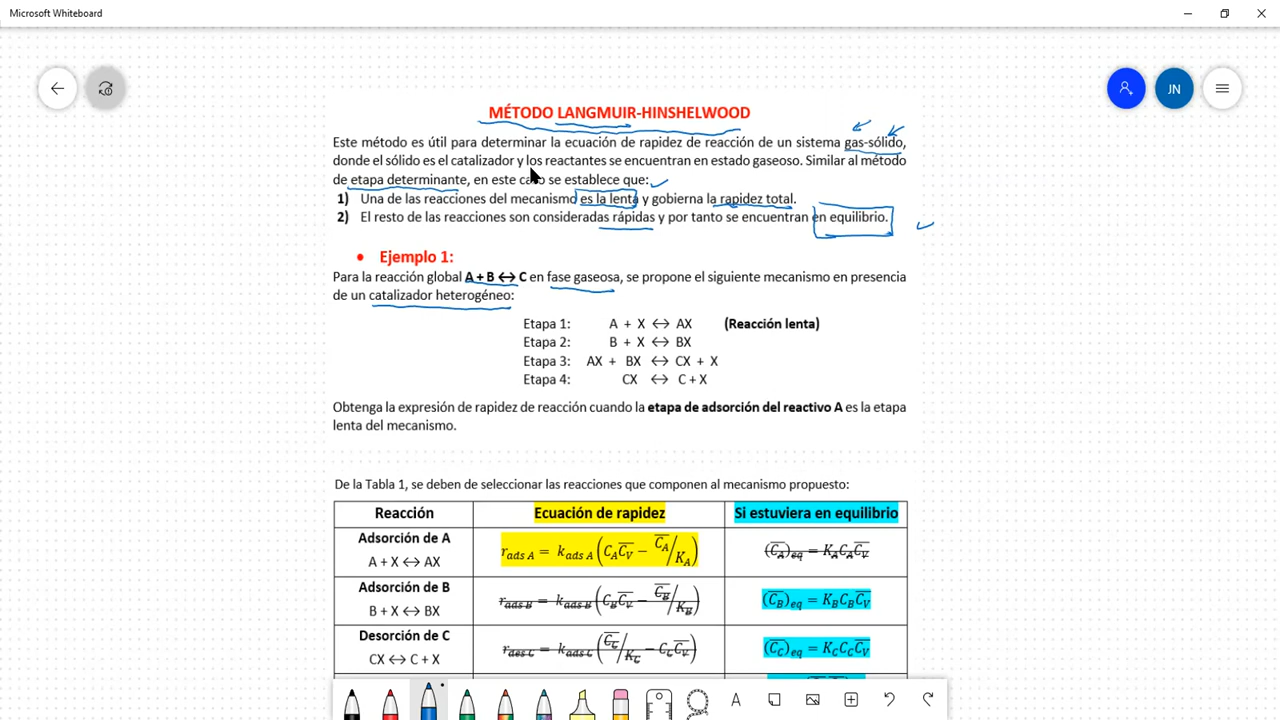 Microsoft Whiteboard
JN
MÉTODO LANGMUIR-HINSHELWOOD
Este método es útil para determinar la ecuación de rapidez de reacción de un sistema gas-sólido,
donde el sólido es el catalizador y los reactantes se encuentran en estado gaseoso. Similar al método
de etapa determinante, en este caso se establece que:
1) Una de las reacciones del mecanismo es la lenta y gobierna la rapidez total.
2) El resto de las reacciones son consideradas rápidas y por tanto se encuentran en equilibrio.
• Ejemplo 1:
Para la reacción global A + B ↔ C en fase gaseosa, se propone el siguiente mecanismo en presencia
de un catalizador heterogéneo:
Etapa 1: A + X ↔ AX (Reacción lenta)
Etapa 2: B + X ↔ BX
Etapa 3: AX + BX ↔ CX + X
Etapa 4: CX ↔ C + X
Obtenga la expresión de rapidez de reacción cuando la etapa de adsorción del reactivo A es la etapa
lenta del mecanismo.
De la Tabla 1, se deben de seleccionar las reacciones que componen al mecanismo propuesto:
Reacción Ecuación de rapidez Si estuviera en equilibrio
Adsorción de A
A + X ↔ AX
r_ads A = k_ads A (C_A C̅_V − C̅_A/K_A) (C̅_A)_eq = K_A C_A C̅_V
Adsorción de B
B + X ↔ BX
r_ads B = k_ads B (C_B C̅_V − C̅_B/K_B) (C̅_B)_eq = K_B C_B C̅_V
Desorción de C
CX ↔ C + X
r_des C = k_ads C (C̅_C/K_C − C_C C̅_V) (C̅_C)_eq = K_C C_C C̅_V